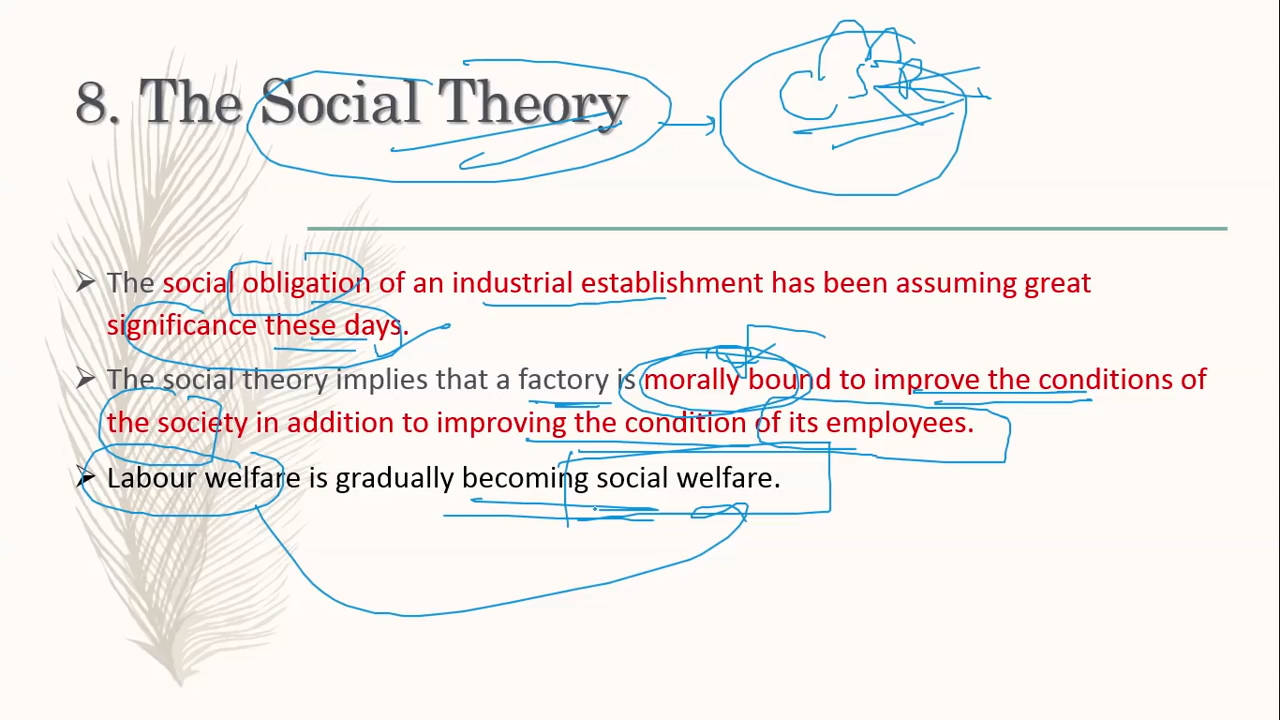 8. The Social Theory
CSR
The social obligation of an industrial establishment has been assuming great
significance these days.
The social theory implies that a factory is morally bound to improve the conditions of
the society in addition to improving the condition of its employees.
Labour welfare is gradually becoming social welfare.